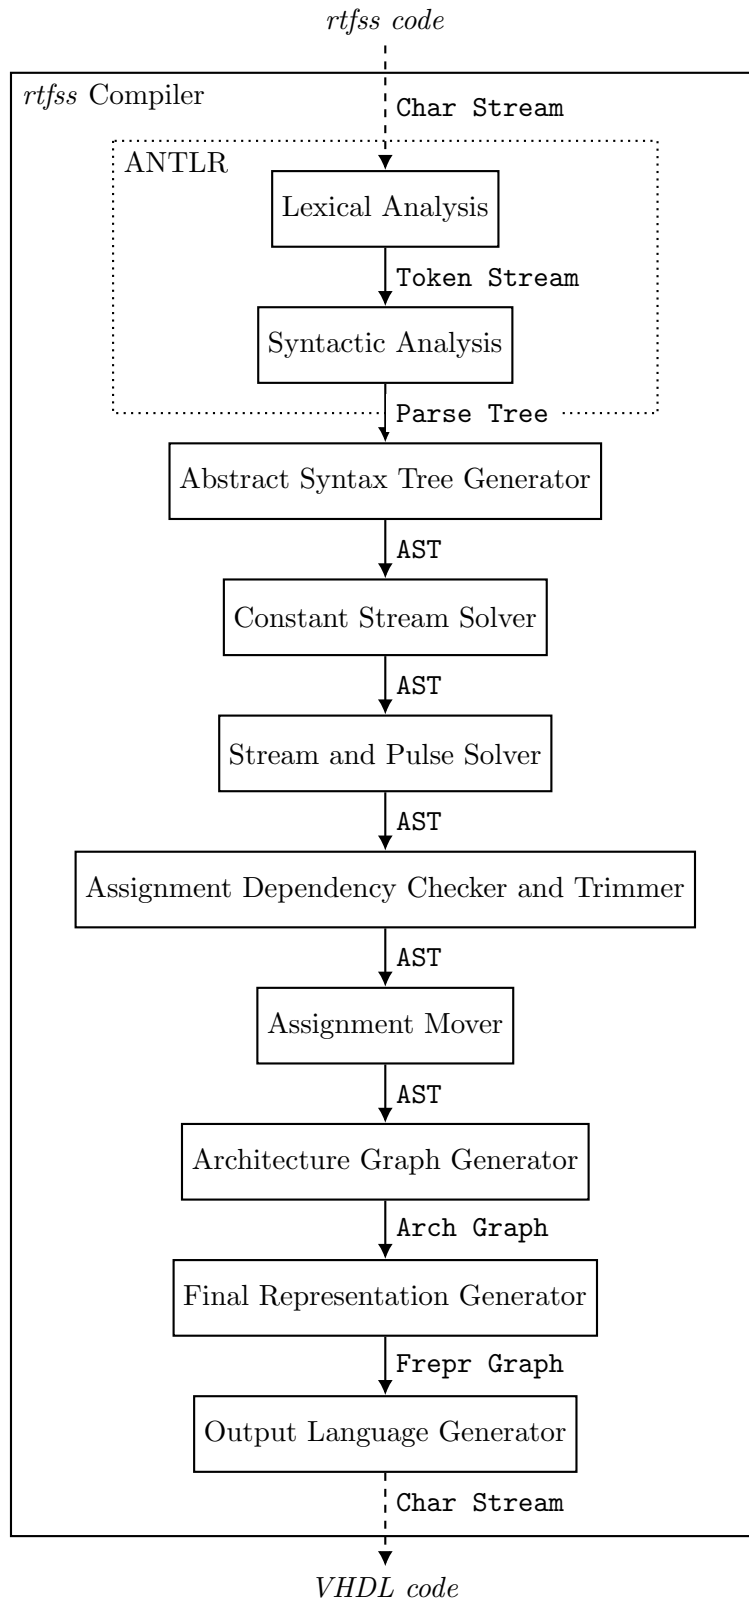 rtfss code
rtfss Compiler
Char Stream
ANTLR
Lexical Analysis
Token Stream
Syntactic Analysis
Parse Tree
Abstract Syntax Tree Generator
AST
Constant Stream Solver
AST
Stream and Pulse Solver
AST
Assignment Dependency Checker and Trimmer
AST
Assignment Mover
AST
Architecture Graph Generator
Arch Graph
Final Representation Generator
Frepr Graph
Output Language Generator
Char Stream
VHDL code